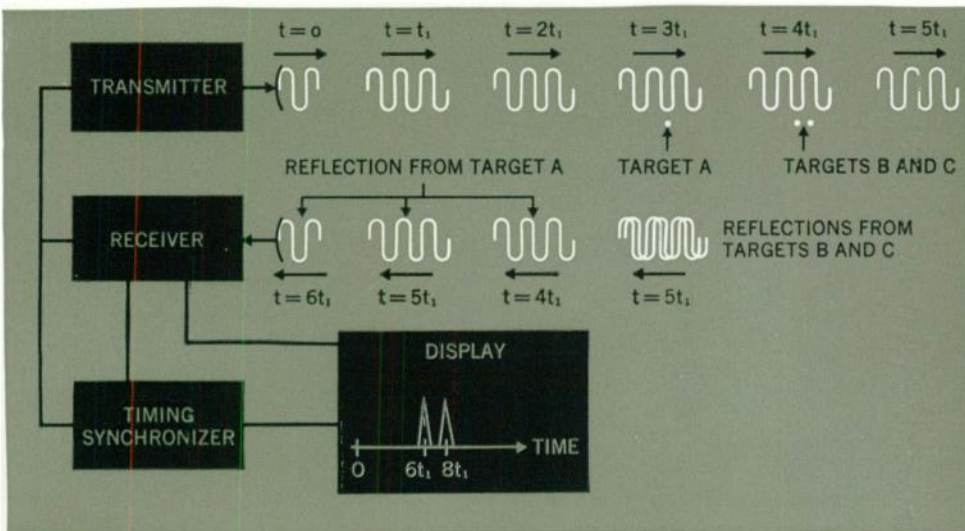 t=o t=t₁ t=2t₁ t=3t₁ t=4t₁ t=5t₁
TRANSMITTER
REFLECTION FROM TARGET A
TARGET A
TARGETS B AND C
RECEIVER
REFLECTIONS FROM
TARGETS B AND C
t=6t₁ t=5t₁ t=4t₁ t=5t₁
DISPLAY
TIMING
SYNCHRONIZER
TIME
0 6t₁ 8t₁